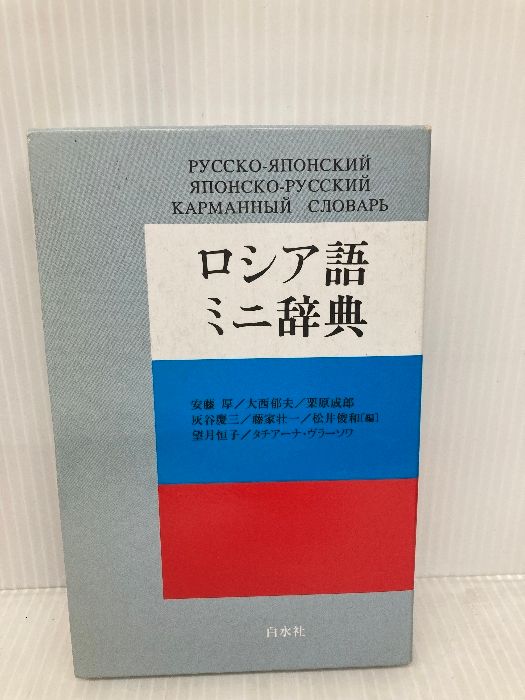 РУССКО-ЯПОНСКИЙ
ЯПОНСКО-РУССКИЙ
КАРМАННЫЙ СЛОВАРЬ
ロシア語
ミニ辞典
安藤 厚／大西郁夫／栗原成郎
灰谷慶三／藤家壮一／松井俊和[編]
望月恒子／タチアーナ・ヴラーソワ
白水社